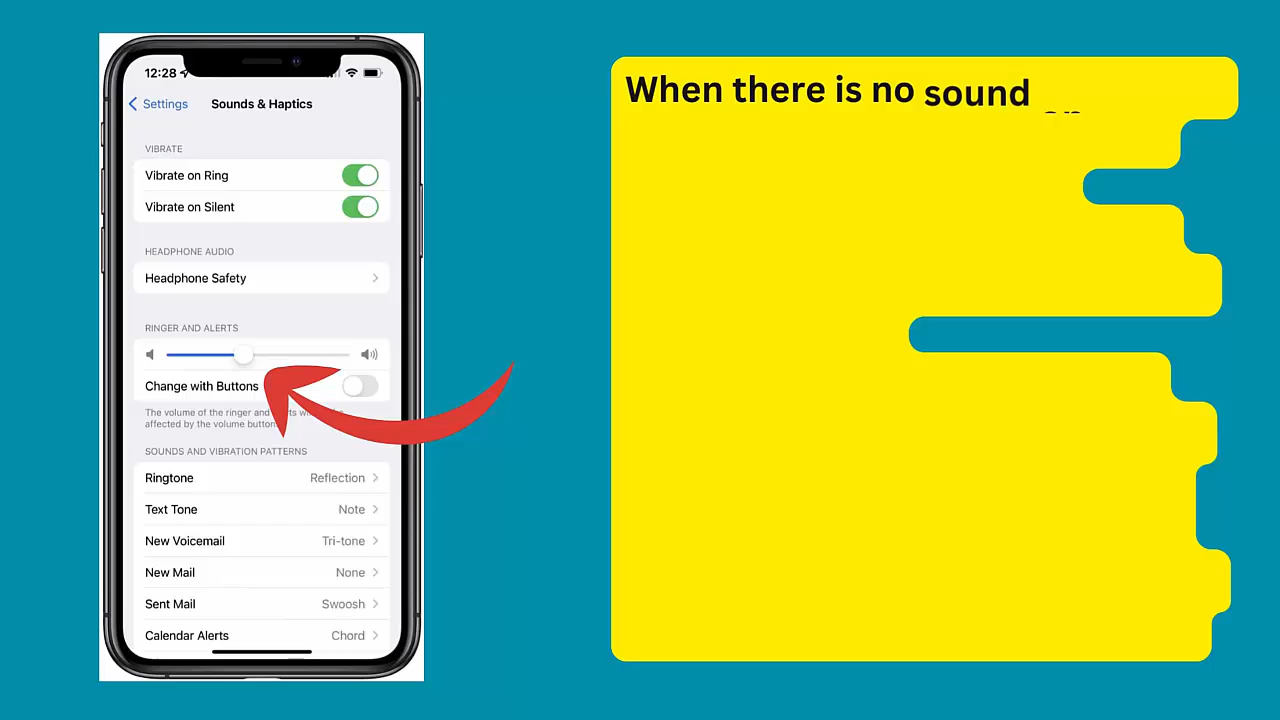 12:28
Settings
Sounds & Haptics
VIBRATE
Vibrate on Ring
Vibrate on Silent
HEADPHONE AUDIO
Headphone Safety
RINGER AND ALERTS
Change with Buttons
The volume of the ringer and
affected by the volume
SOUNDS AND VIBRATION PATTERNS
Ringtone Reflection
Text Tone Note
New Voicemail Tri-tone
New Mail None
Sent Mail Swoosh
Calendar Alerts Chord
When there is no sound